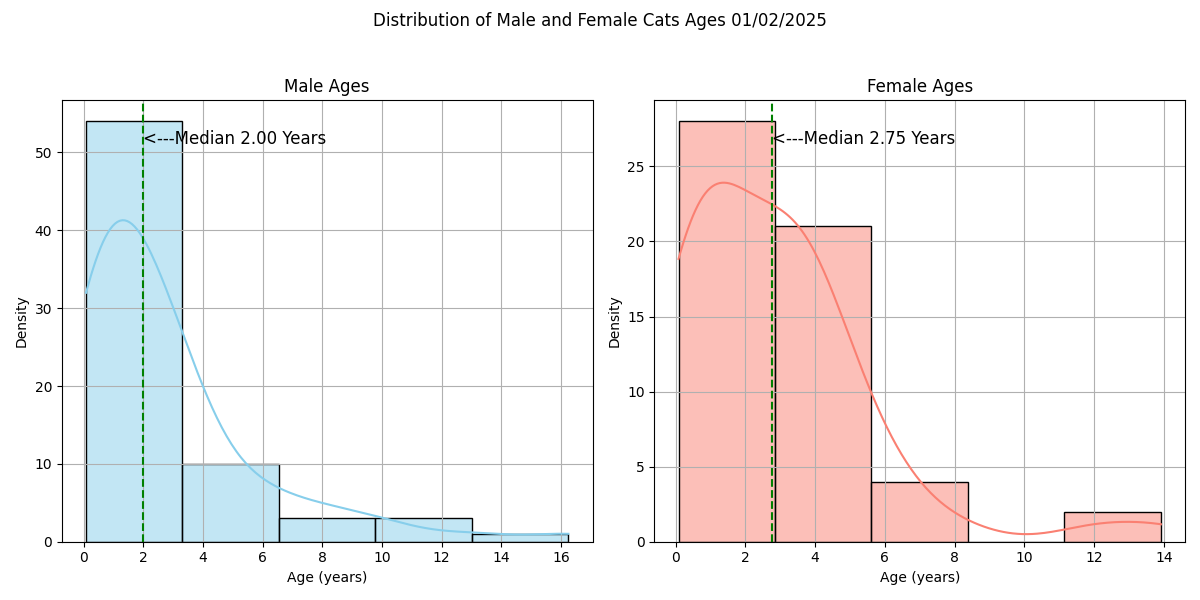 Distribution of Male and Female Cats Ages 01/02/2025
Male Ages
Density
50
40
30
20
10
0
<---Median 2.00 Years
0 2 4 6 8 10 12 14 16
Age (years)
Female Ages
Density
25
20
15
10
5
0
<---Median 2.75 Years
0 2 4 6 8 10 12 14
Age (years)